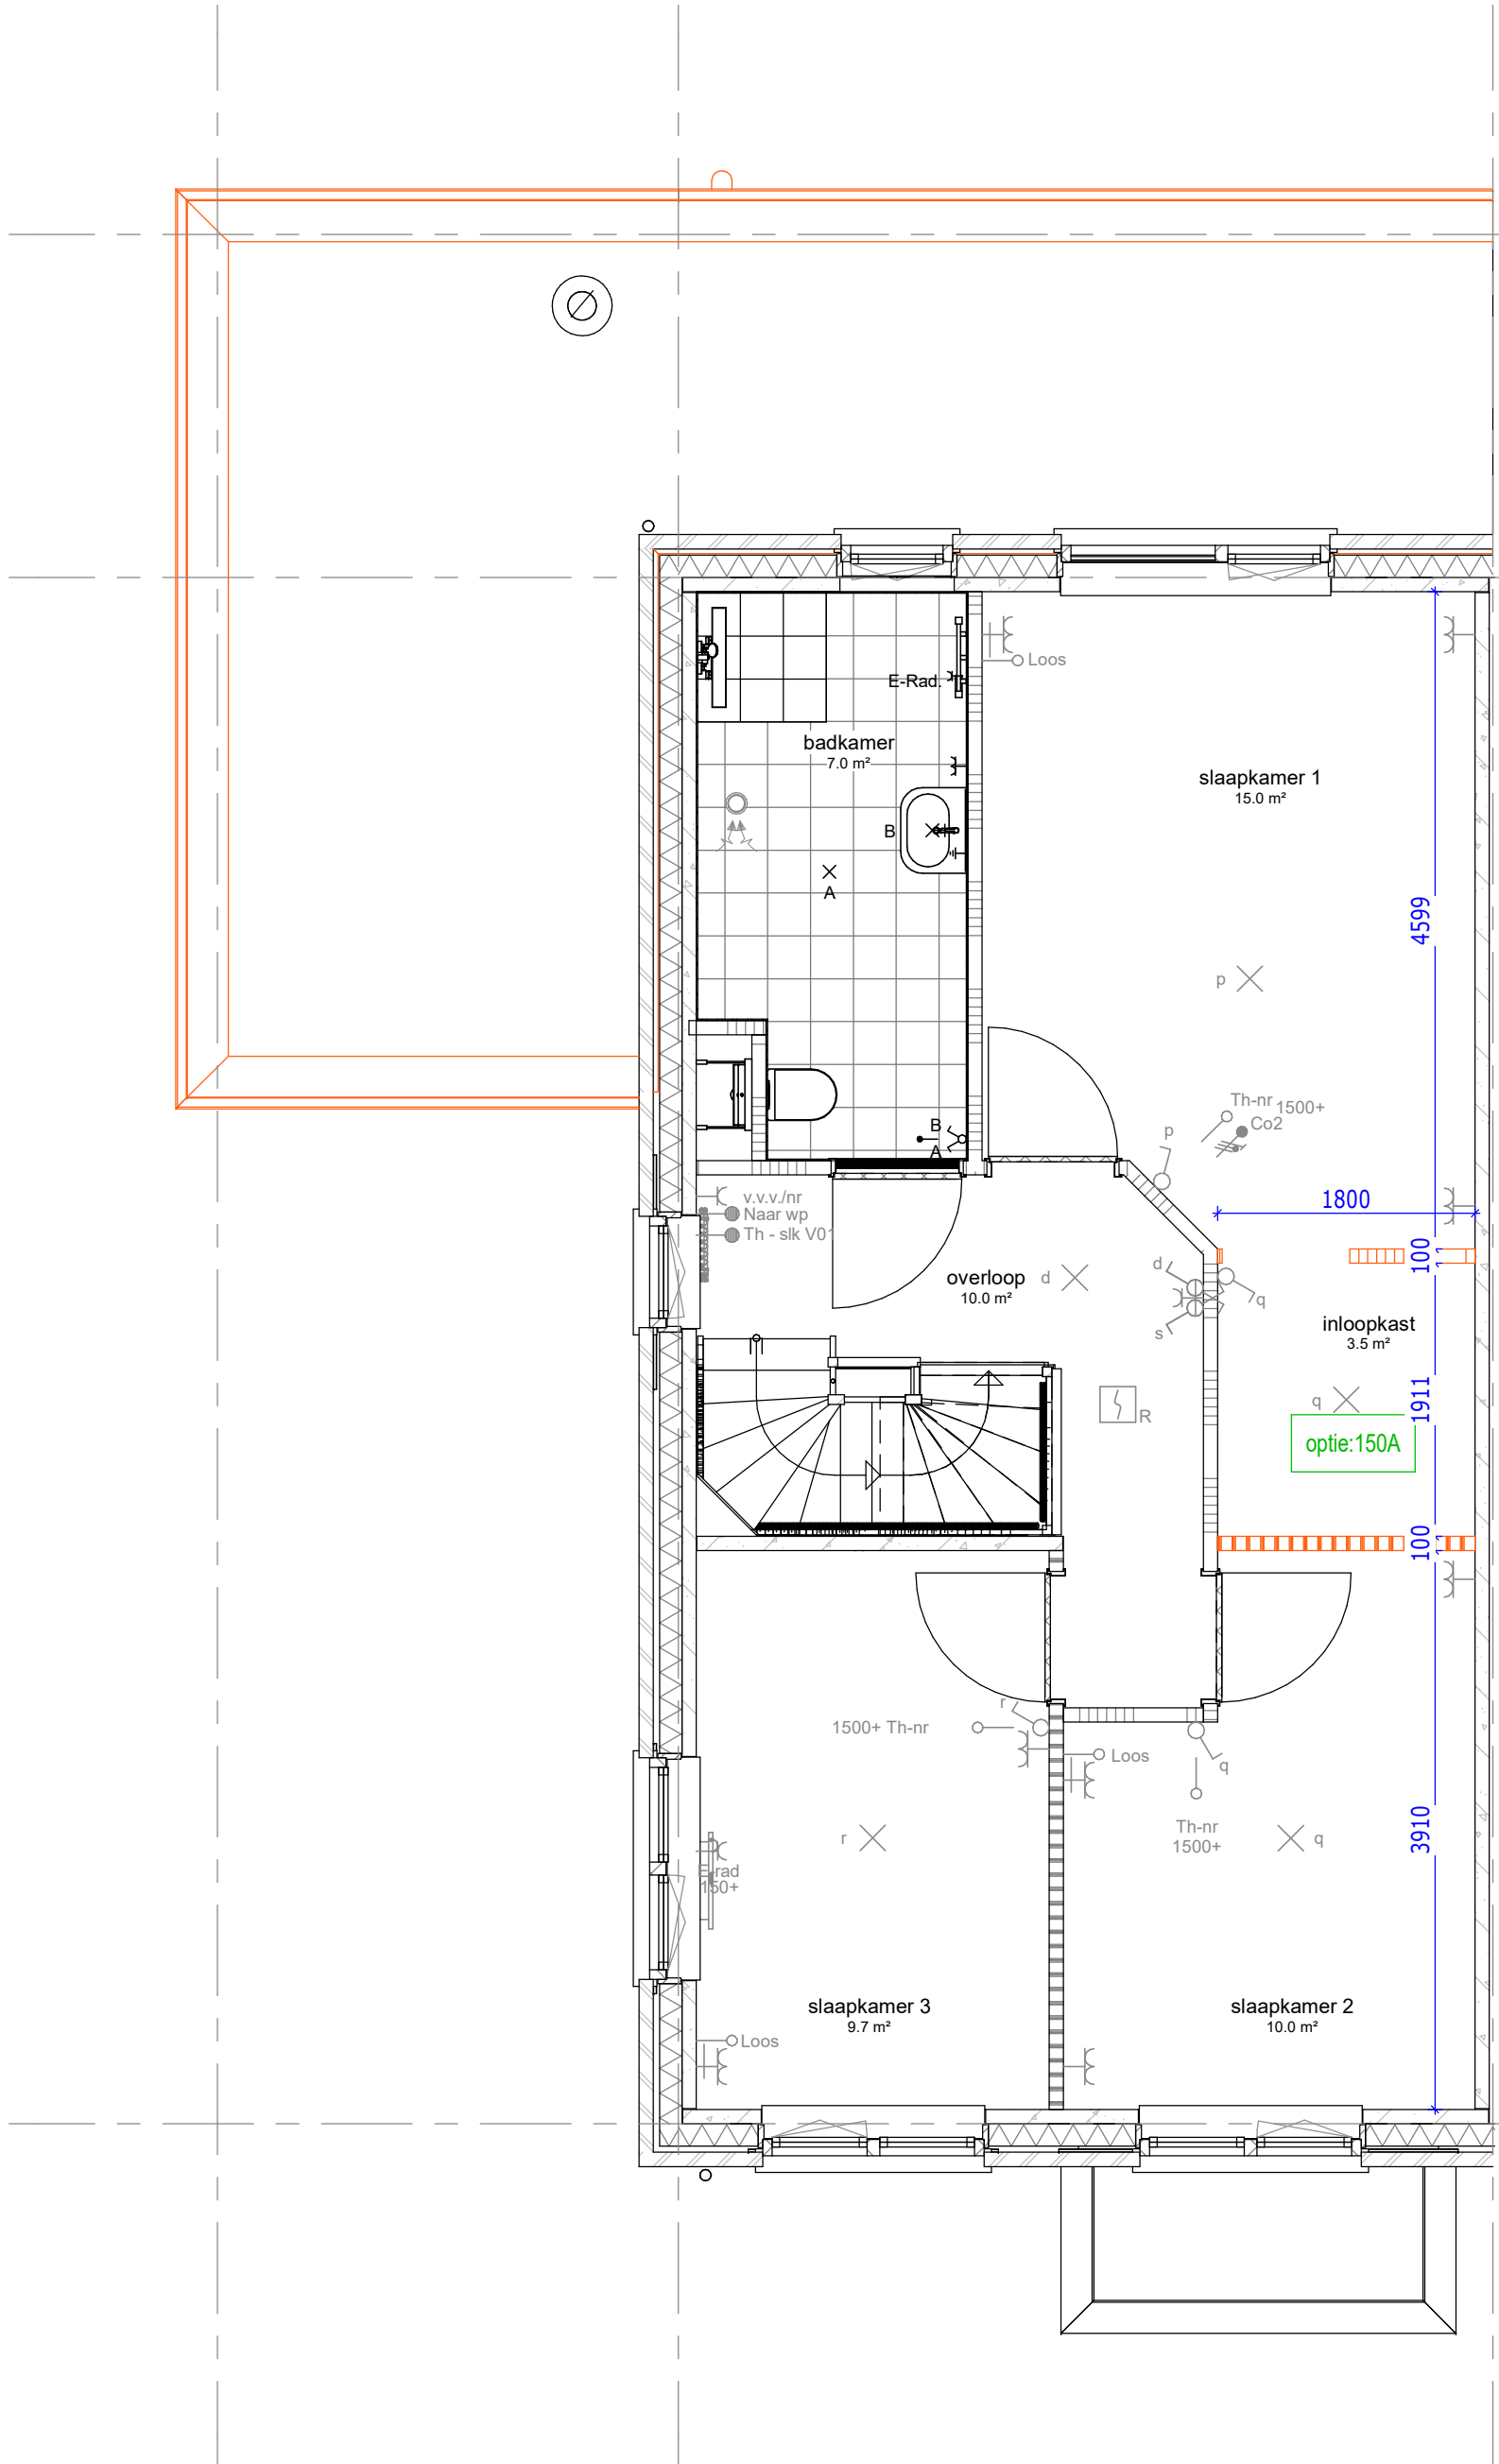 Loos
E-Rad.
badkamer
7.0 m²
slaapkamer 1
15.0 m²
B
A
4599
p
Th-nr 1500+
Co2
B
A
p
v.v.v./nr
Naar wp
Th - slk V01
1800
100
overloop
10.0 m²
d
d
q
s
inloopkast
3.5 m²
q
1911
R
optie:150A
100
r
1500+ Th-nr
Loos
q
Th-nr
1500+
r
q
3910
E-rad
150+
slaapkamer 3
9.7 m²
slaapkamer 2
10.0 m²
Loos